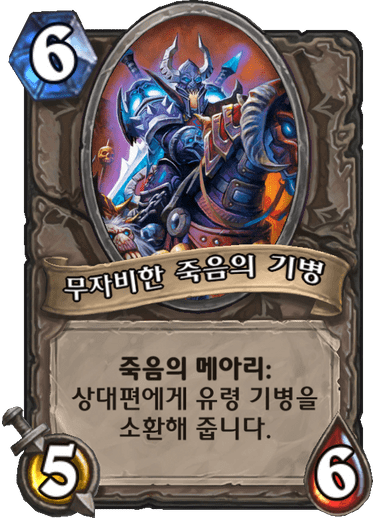 6
무자비한 죽음의 기병
죽음의 메아리:
상대편에게 유령 기병을
소환해 줍니다.
5
6